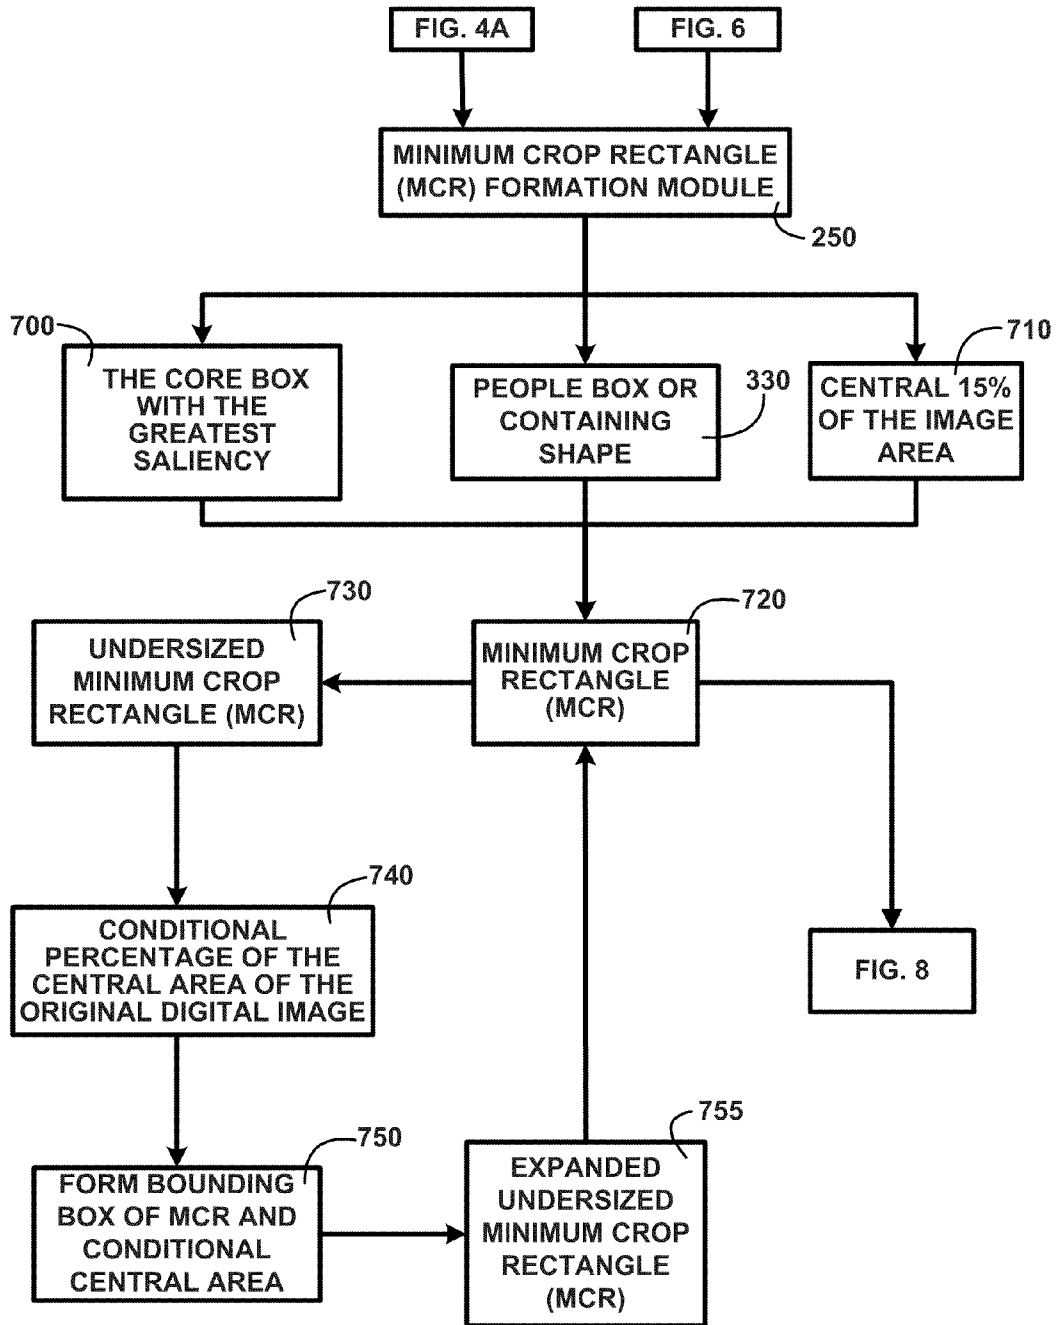 FIG. 4A
FIG. 6
MINIMUM CROP RECTANGLE
(MCR) FORMATION MODULE
250
700
THE CORE BOX
WITH THE
GREATEST
SALIENCY
PEOPLE BOX OR
CONTAINING
SHAPE
330
710
CENTRAL 15%
OF THE IMAGE
AREA
730
UNDERSIZED
MINIMUM CROP
RECTANGLE (MCR)
720
MINIMUM CROP
RECTANGLE
(MCR)
740
CONDITIONAL
PERCENTAGE OF THE
CENTRAL AREA OF THE
ORIGINAL DIGITAL IMAGE
FIG. 8
750
FORM BOUNDING
BOX OF MCR AND
CONDITIONAL
CENTRAL AREA
755
EXPANDED
UNDERSIZED
MINIMUM CROP
RECTANGLE
(MCR)